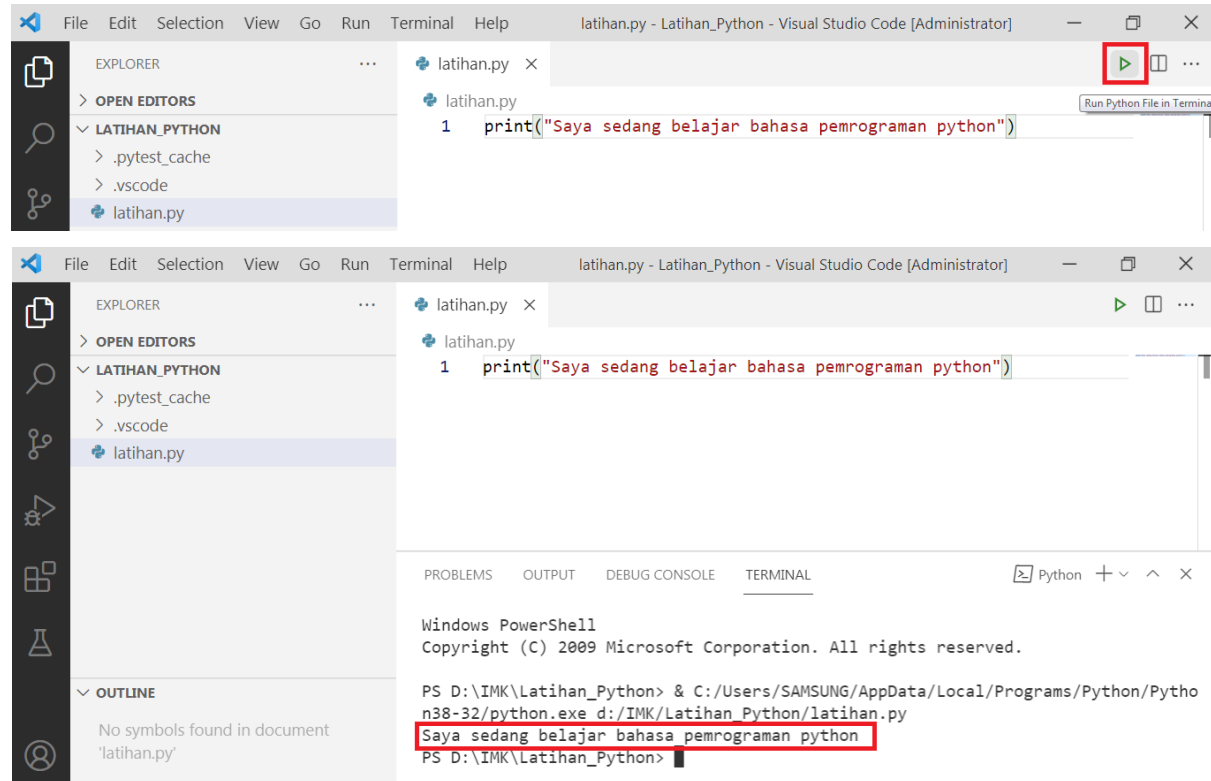 File Edit Selection View Go Run Terminal Help latihan.py - Latihan_Python - Visual Studio Code [Administrator]
EXPLORER
latihan.py
OPEN EDITORS
latihan.py
Run Python File in Termina
LATIHAN_PYTHON
1 print("Saya sedang belajar bahasa pemrograman python")
.pytest_cache
.vscode
latihan.py
File Edit Selection View Go Run Terminal Help latihan.py - Latihan_Python - Visual Studio Code [Administrator]
EXPLORER
latihan.py
OPEN EDITORS
latihan.py
LATIHAN_PYTHON
1 print("Saya sedang belajar bahasa pemrograman python")
.pytest_cache
.vscode
latihan.py
PROBLEMS OUTPUT DEBUG CONSOLE TERMINAL Python
Windows PowerShell
Copyright (C) 2009 Microsoft Corporation. All rights reserved.
PS D:\IMK\Latihan_Python> & C:/Users/SAMSUNG/AppData/Local/Programs/Python/Pytho
n38-32/python.exe d:/IMK/Latihan_Python/latihan.py
Saya sedang belajar bahasa pemrograman python
PS D:\IMK\Latihan_Python>
OUTLINE
No symbols found in document
'latihan.py'